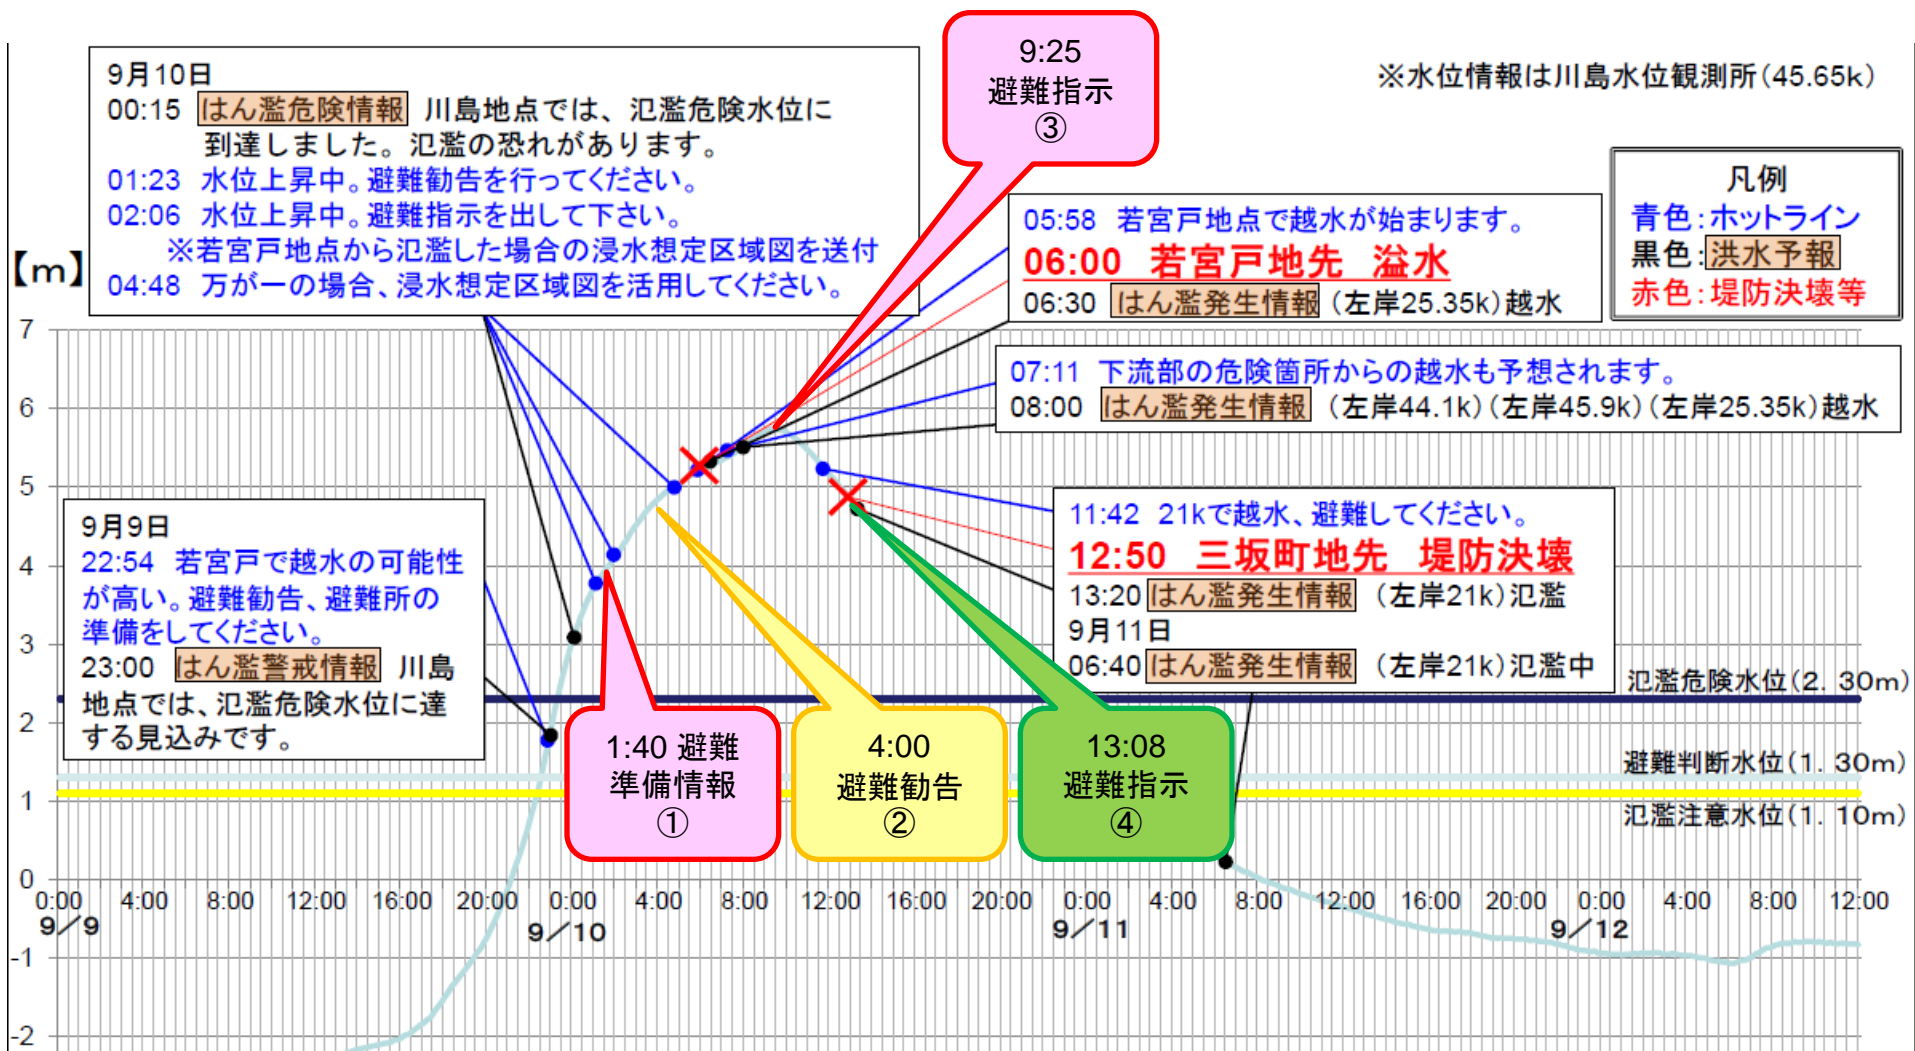 9:25
避難指示
③
※水位情報は川島水位観測所(45.65k)
9月10日
00:15 はん濫危険情報 川島地点では、氾濫危険水位に
到達しました。氾濫の恐れがあります。
01:23 水位上昇中。避難勧告を行ってください。
02:06 水位上昇中。避難指示を出して下さい。
※若宮戸地点から氾濫した場合の浸水想定区域図を送付
04:48 万が一の場合、浸水想定区域図を活用してください。
凡例
青色:ホットライン
黒色:洪水予報
赤色:堤防決壊等
05:58 若宮戸地点で越水が始まります。
06:00 若宮戸地先 溢水
06:30 はん濫発生情報 (左岸25.35k)越水
07:11 下流部の危険箇所からの越水も予想されます。
08:00 はん濫発生情報 (左岸44.1k)(左岸45.9k)(左岸25.35k)越水
9月9日
22:54 若宮戸で越水の可能性
が高い。避難勧告、避難所の
準備をしてください。
23:00 はん濫警戒情報 川島
地点では、氾濫危険水位に達
する見込みです。
11:42 21kで越水、避難してください。
12:50 三坂町地先 堤防決壊
13:20 はん濫発生情報 (左岸21k)氾濫
9月11日
06:40 はん濫発生情報 (左岸21k)氾濫中
氾濫危険水位(2.30m)
避難判断水位(1.30m)
氾濫注意水位(1.10m)
1:40 避難
準備情報
①
4:00
避難勧告
②
13:08
避難指示
④
【m】
7
6
5
4
3
2
1
0
-1
-2
0:00 4:00 8:00 12:00 16:00 20:00 0:00 4:00 8:00 12:00 16:00 20:00 0:00 4:00 8:00 12:00 16:00 20:00 0:00 4:00 8:00 12:00
9/9 9/10 9/11 9/12